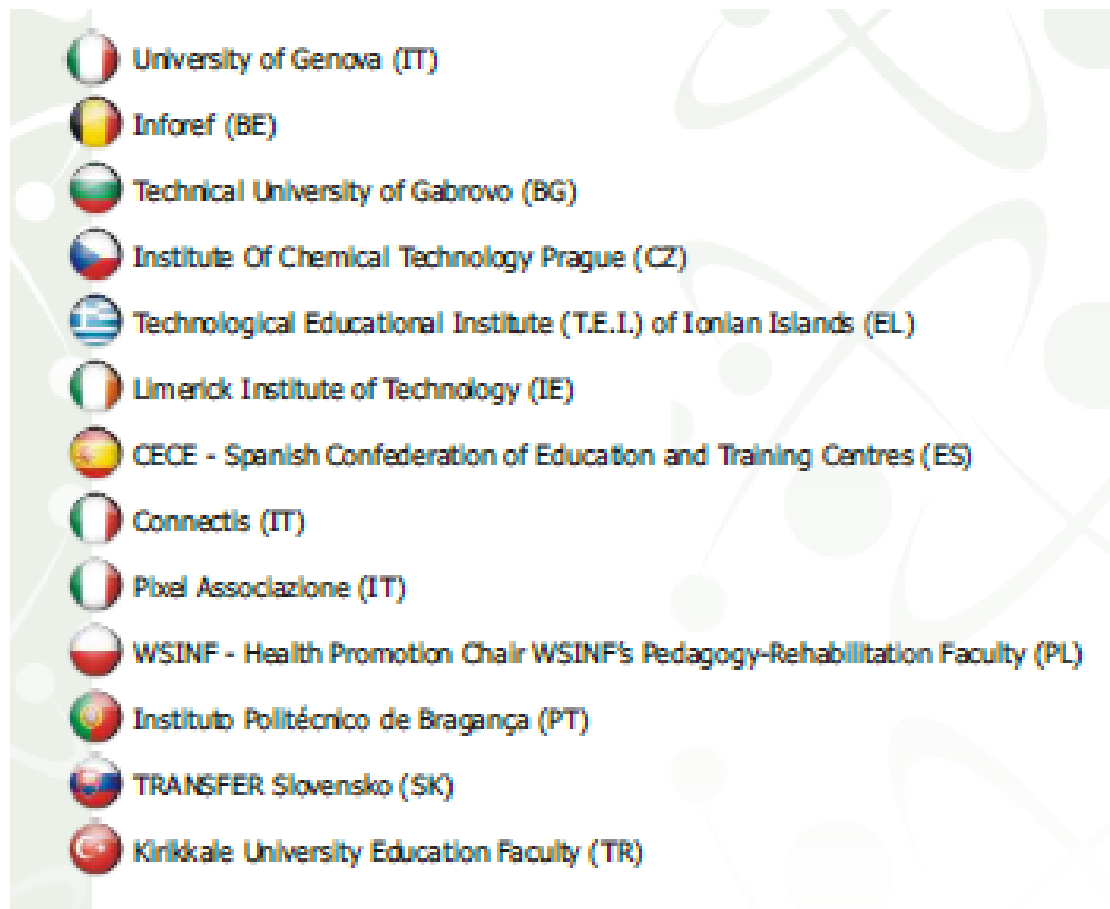 University of Genova (IT)
Inforef (BE)
Technical University of Gabrovo (BG)
Institute Of Chemical Technology Prague (CZ)
Technological Educational Institute (T.E.I.) of Ionian Islands (EL)
Limerick Institute of Technology (IE)
CECE - Spanish Confederation of Education and Training Centres (ES)
Connectis (IT)
Pixel Associazione (IT)
WSINF - Health Promotion Chair WSINF's Pedagogy-Rehabilitation Faculty (PL)
Instituto Politécnico de Bragança (PT)
TRANSFER Slovensko (SK)
Kirikkale University Education Faculty (TR)